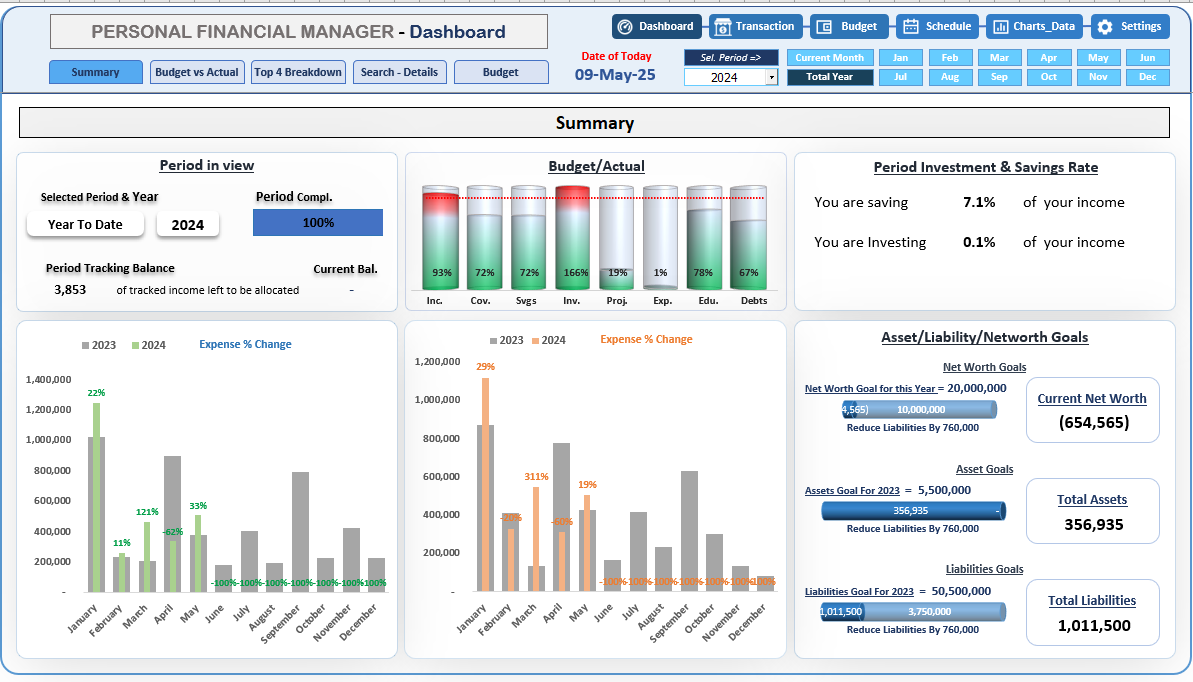 PERSONAL FINANCIAL MANAGER - Dashboard
Dashboard Transaction Budget Schedule Charts_Data Settings
Date of Today
09-May-25
Sel. Period =>
2024
Current Month Jan Feb Mar Apr May Jun
Total Year Jul Aug Sep Oct Nov Dec
Summary Budget vs Actual Top 4 Breakdown Search - Details Budget
Summary
Period in view
Selected Period & Year Period Compl.
Year To Date 2024 100%
Period Tracking Balance Current Bal.
3,853 of tracked income left to be allocated -
Budget/Actual
93% 72% 72% 166% 19% 1% 78% 67%
Inc. Cov. Svgs Inv. Proj. Exp. Edu. Debts
Period Investment & Savings Rate
You are saving 7.1% of your income
You are Investing 0.1% of your income
2023 2024 Expense % Change
1,400,000
1,200,000
1,000,000
800,000
600,000
400,000
200,000
-
22% 11% 121% -62% 33% -100% -100% -100% -100% -100% -100% -100%
January February March April May June July August September October November December
2023 2024 Expense % Change
1,200,000
1,000,000
800,000
600,000
400,000
200,000
-
29% -20% 311% -60% 19% -100% -100% -100% -100% -100% -100% -100%
January February March April May June July August September October November December
Asset/Liability/Networth Goals
Net Worth Goals
Net Worth Goal for this Year = 20,000,000
4,565) 10,000,000
Reduce Liabilities By 760,000
Current Net Worth
(654,565)
Asset Goals
Assets Goal For 2023 = 5,500,000
356,935 -
Reduce Liabilities By 760,000
Total Assets
356,935
Liabilities Goals
Liabilities Goal For 2023 = 50,500,000
1,011,500 3,750,000
Reduce Liabilities By 760,000
Total Liabilities
1,011,500